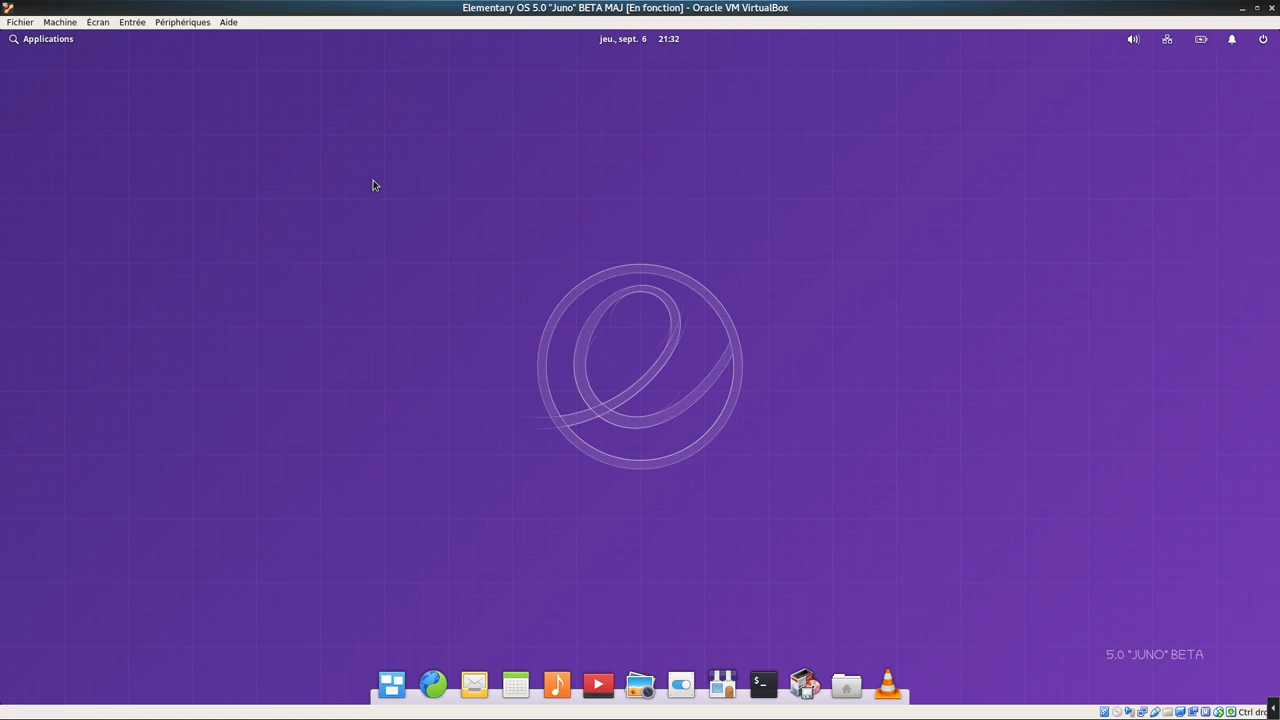 Elementary OS 5.0 "Juno" BETA MAJ [En fonction] - Oracle VM VirtualBox
Fichier Machine Écran Entrée Périphériques Aide
Applications jeu., sept. 6 21:32
5.0 "JUNO" BETA
>_
Ctrl